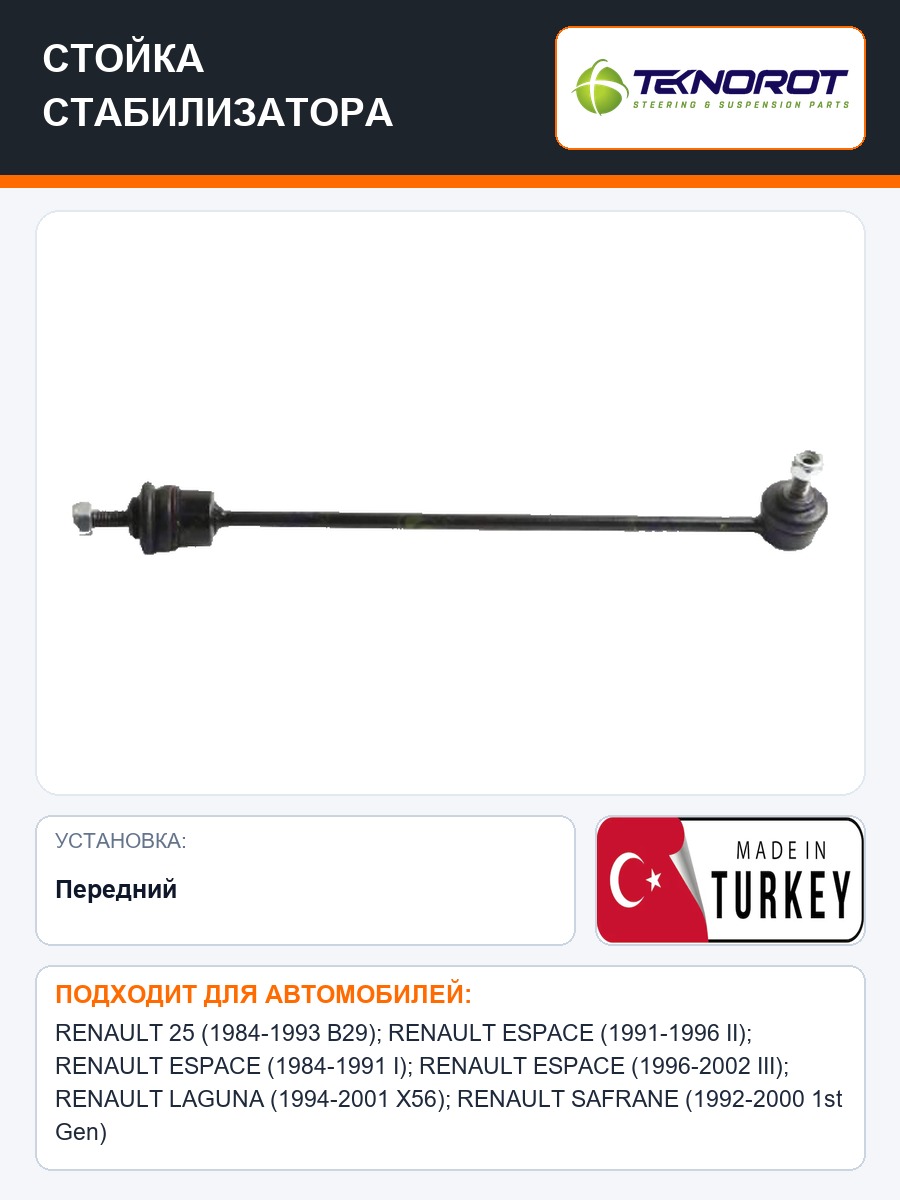 СТОЙКА
СТАБИЛИЗАТОРА
TEKNOROT
STEERING & SUSPENSION PARTS
УСТАНОВКА:
Передний
MADE IN
TURKEY
ПОДХОДИТ ДЛЯ АВТОМОБИЛЕЙ:
RENAULT 25 (1984-1993 B29); RENAULT ESPACE (1991-1996 II);
RENAULT ESPACE (1984-1991 I); RENAULT ESPACE (1996-2002 III);
RENAULT LAGUNA (1994-2001 X56); RENAULT SAFRANE (1992-2000 1st
Gen)